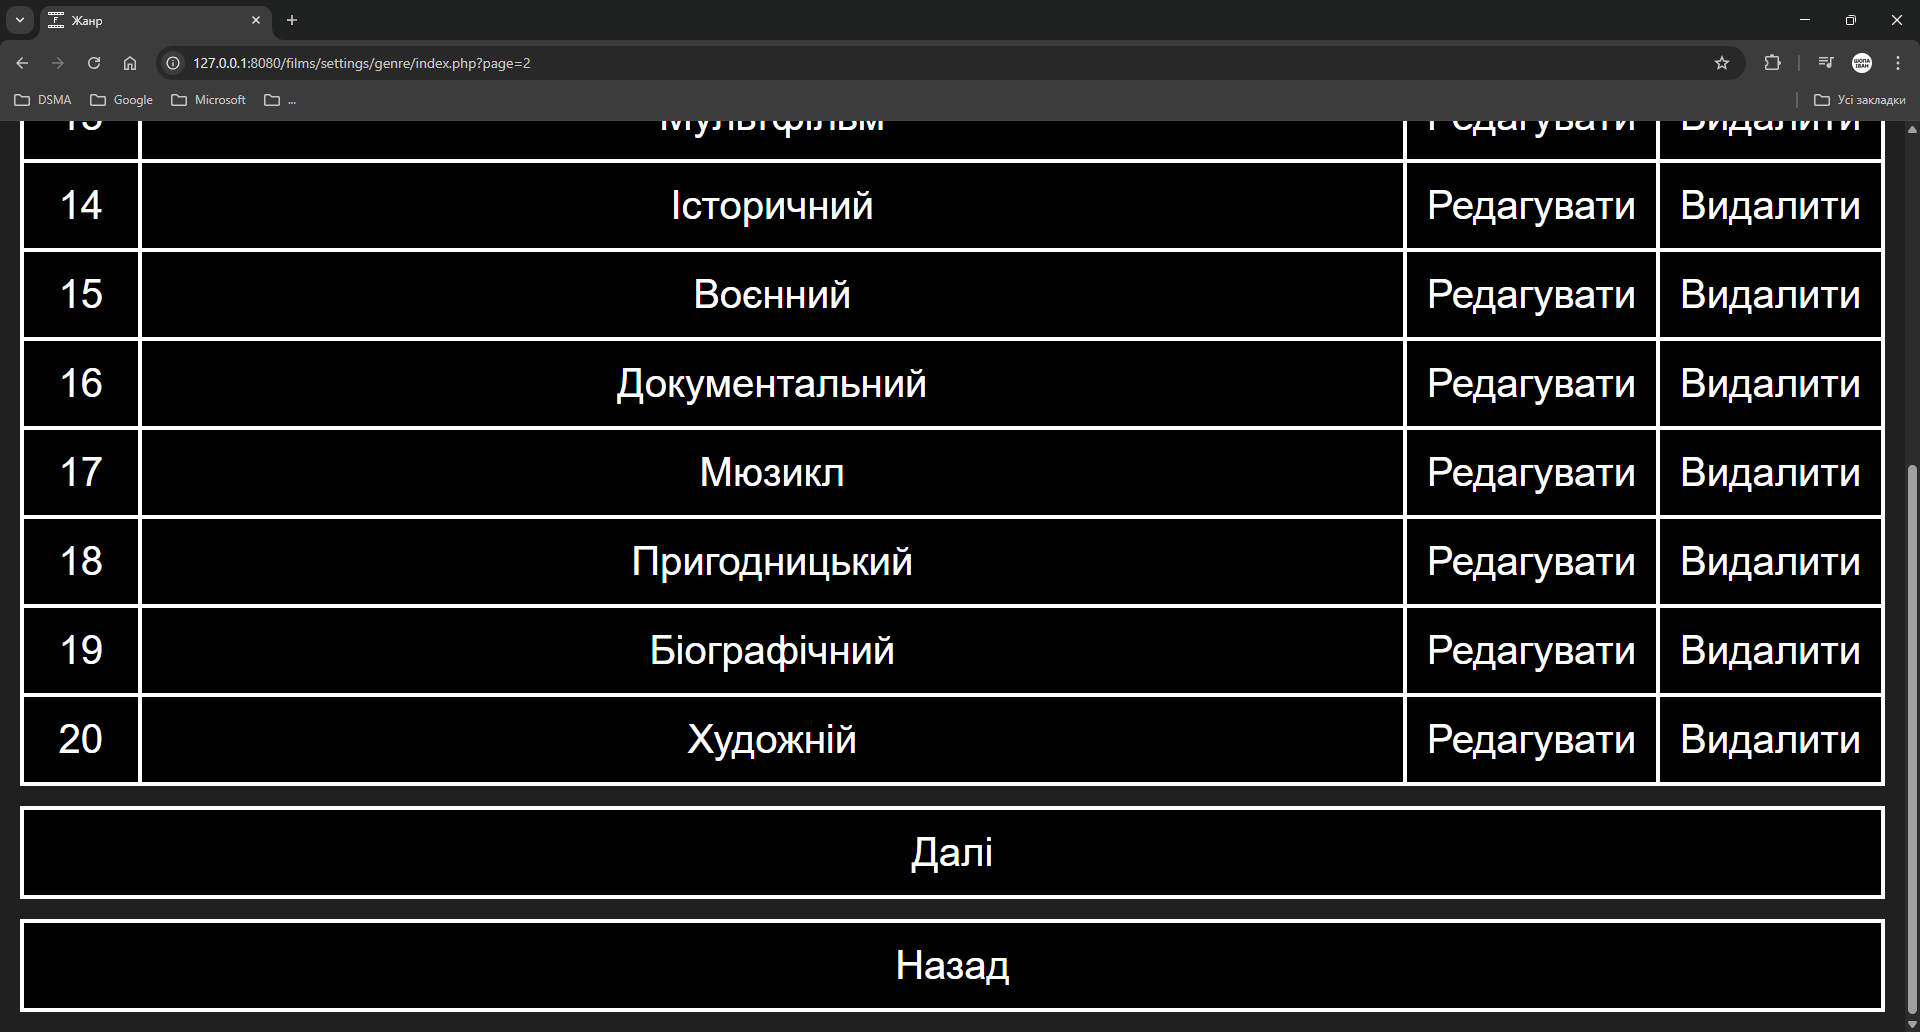 Жанр
127.0.0.1:8080/films/settings/genre/index.php?page=2
DSMA Google Microsoft ... Усі закладки
13 Мультфільм Редагувати Видалити
14 Історичний Редагувати Видалити
15 Воєнний Редагувати Видалити
16 Документальний Редагувати Видалити
17 Мюзикл Редагувати Видалити
18 Пригодницький Редагувати Видалити
19 Біографічний Редагувати Видалити
20 Художній Редагувати Видалити
Далі
Назад